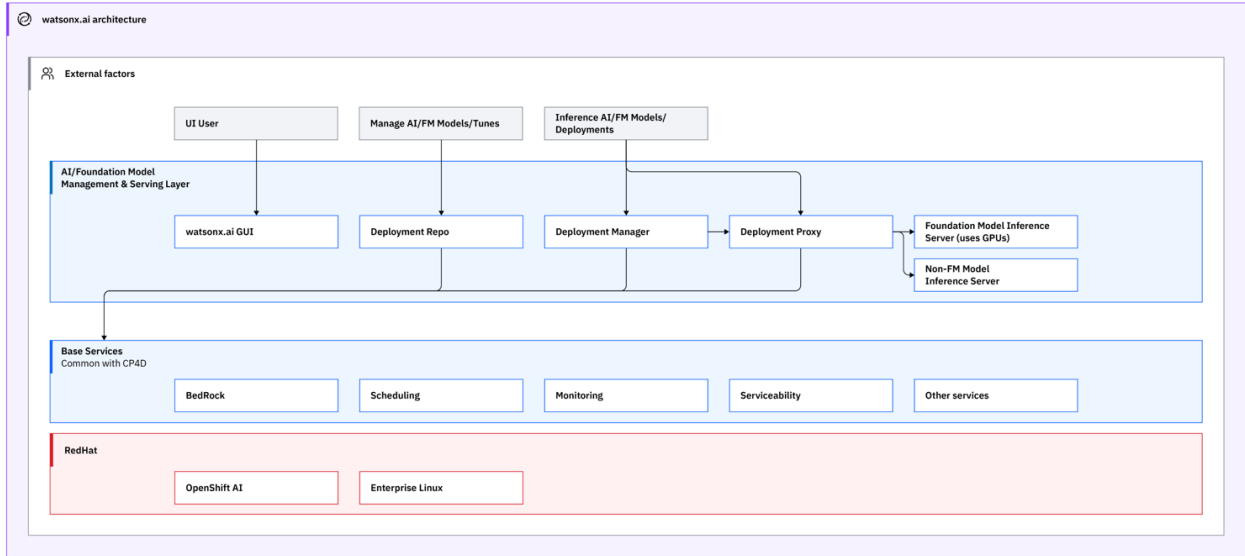 watsonx.ai architecture
External factors
UI User
Manage AI/FM Models/Tunes
Inference AI/FM Models/
Deployments
AI/Foundation Model
Management & Serving Layer
watsonx.ai GUI
Deployment Repo
Deployment Manager
Deployment Proxy
Foundation Model Inference
Server (uses GPUs)
Non-FM Model
Inference Server
Base Services
Common with CP4D
BedRock
Scheduling
Monitoring
Serviceability
Other services
RedHat
OpenShift AI
Enterprise Linux